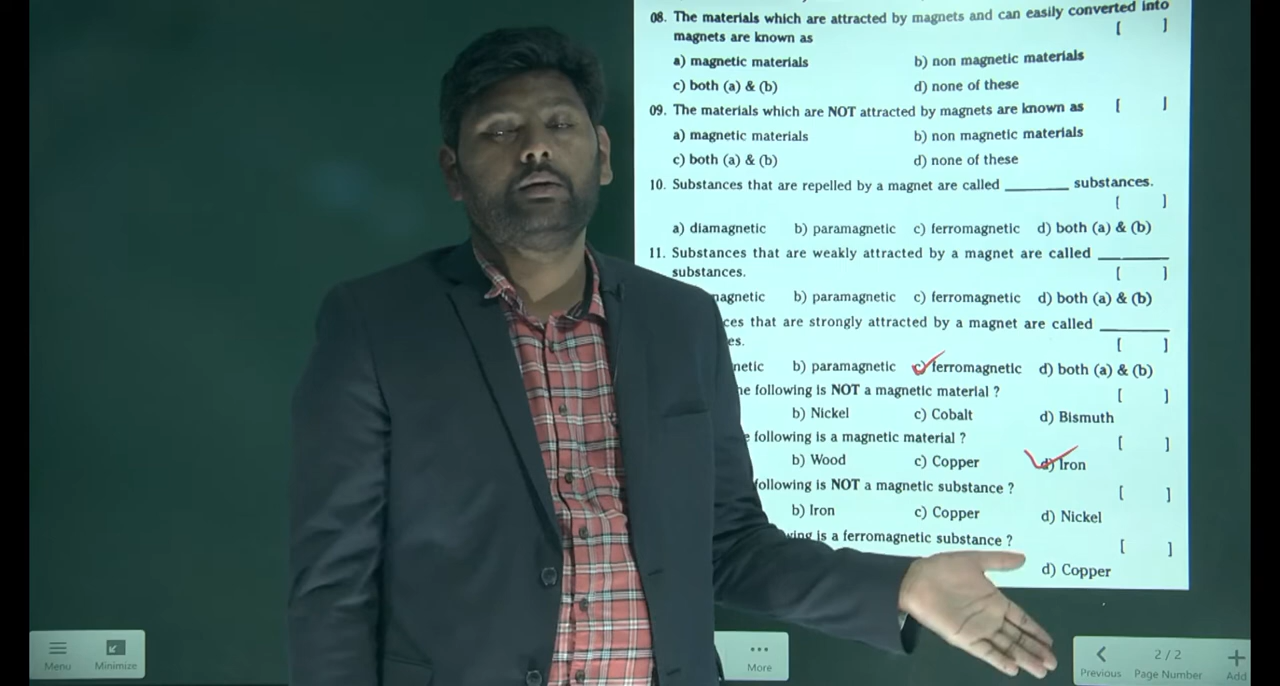 08. The materials which are attracted by magnets and can easily converted into
magnets are known as [ ]
a) magnetic materials b) non magnetic materials
c) both (a) & (b) d) none of these
09. The materials which are NOT attracted by magnets are known as [ ]
a) magnetic materials b) non magnetic materials
c) both (a) & (b) d) none of these
10. Substances that are repelled by a magnet are called ________ substances.
[ ]
a) diamagnetic b) paramagnetic c) ferromagnetic d) both (a) & (b)
11. Substances that are weakly attracted by a magnet are called ________
substances. [ ]
agnetic b) paramagnetic c) ferromagnetic d) both (a) & (b)
ces that are strongly attracted by a magnet are called ________
es. [ ]
netic b) paramagnetic c) ferromagnetic d) both (a) & (b)
he following is NOT a magnetic material ? [ ]
b) Nickel c) Cobalt d) Bismuth
following is a magnetic material ? [ ]
b) Wood c) Copper d) Iron
following is NOT a magnetic substance ? [ ]
b) Iron c) Copper d) Nickel
wing is a ferromagnetic substance ? [ ]
d) Copper
Menu Minimize More Previous 2 / 2 Page Number Add